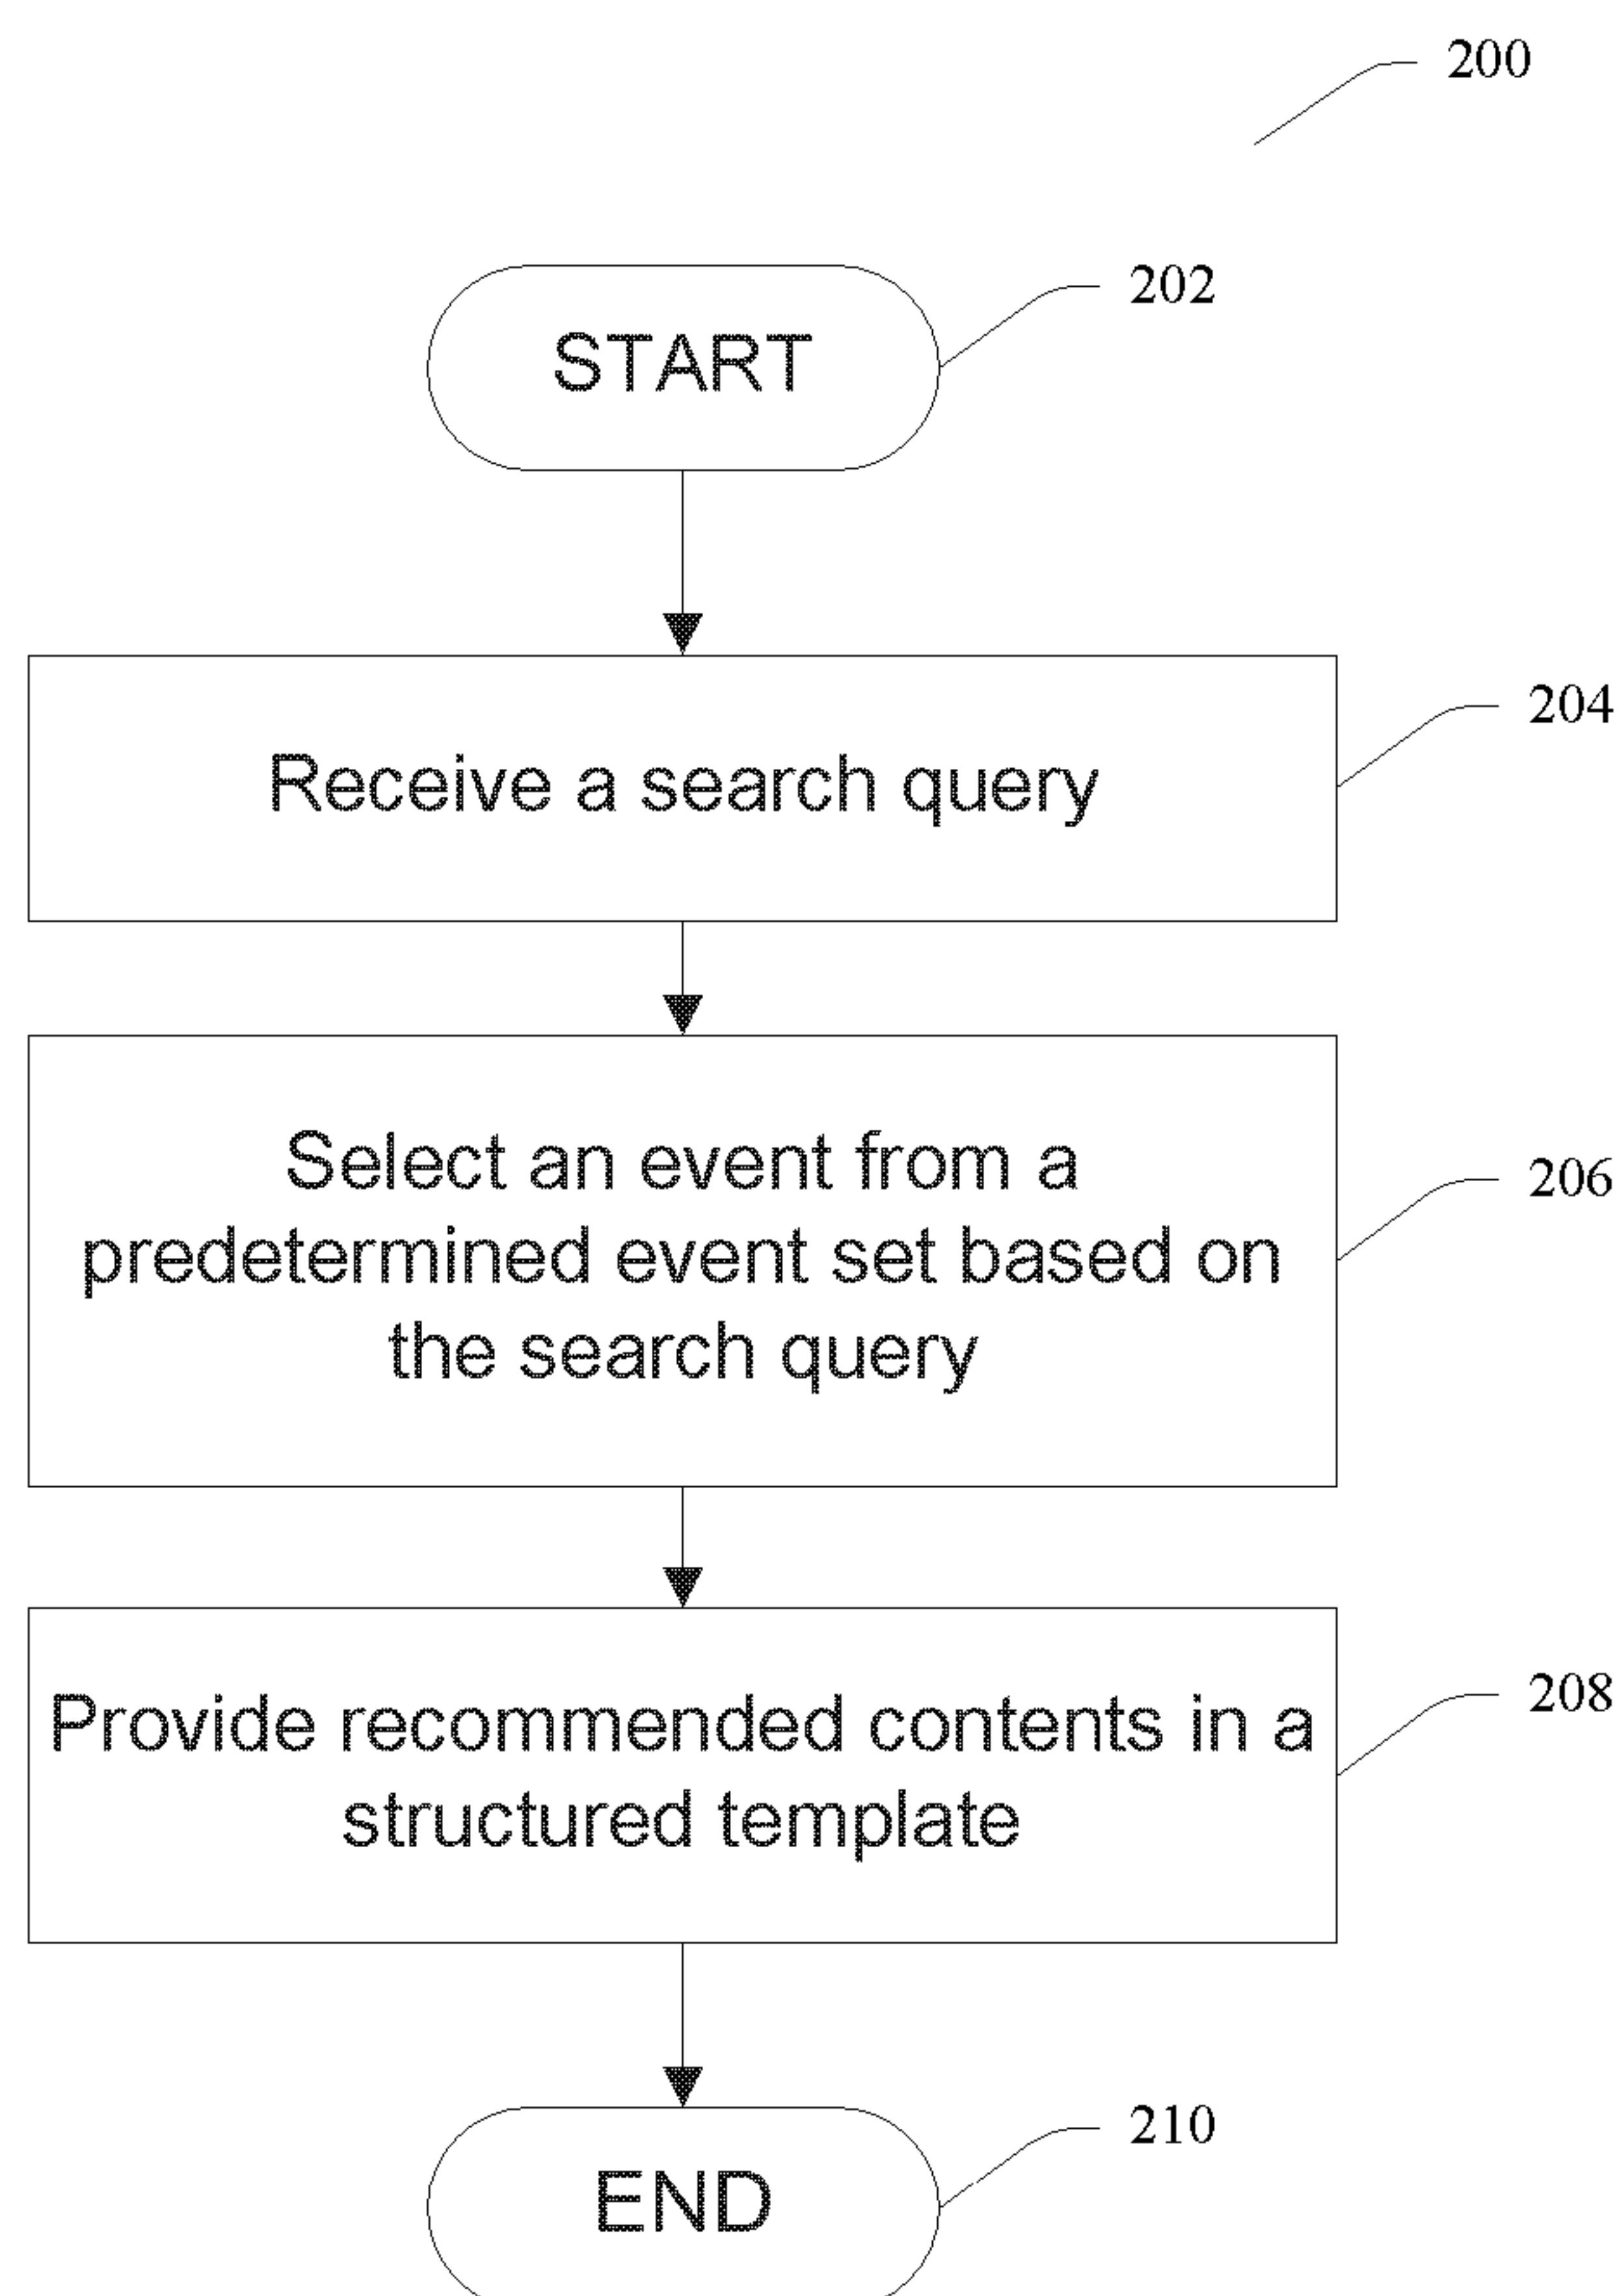 200
START
202
Receive a search query
204
Select an event from a
predetermined event set based on
the search query
206
Provide recommended contents in a
structured template
208
END
210